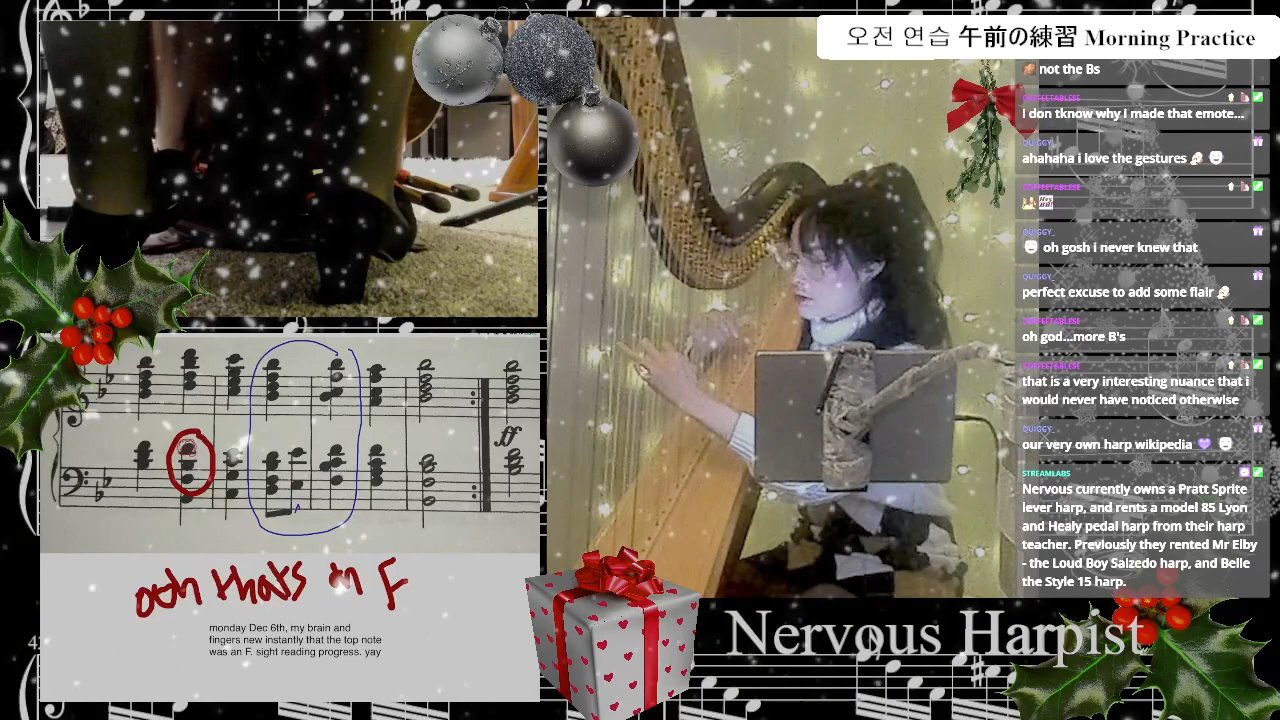 오전 연습 午前の練習 Morning Practice
not the Bs
I don tknow why I made that emote...
QUIGGY_
ahahaha i love the gestures
QUIGGY_
oh gosh i never knew that
QUIGGY_
perfect excuse to add some flair
oh god...more B's
that is a very interesting nuance that i
would never have noticed otherwise
QUIGGY_
our very own harp wikipedia
STREAMLABS
Nervous currently owns a Pratt Sprite
lever harp, and rents a model 85 Lyon
and Healy pedal harp from their harp
teacher. Previously they rented Mr Elby
- the Loud Boy Salzedo harp, and Belle
the Style 15 harp.
ff
ooh thats an F
monday Dec 6th, my brain and
fingers new instantly that the top note
was an F. sight reading progress. yay
Nervous Harpist